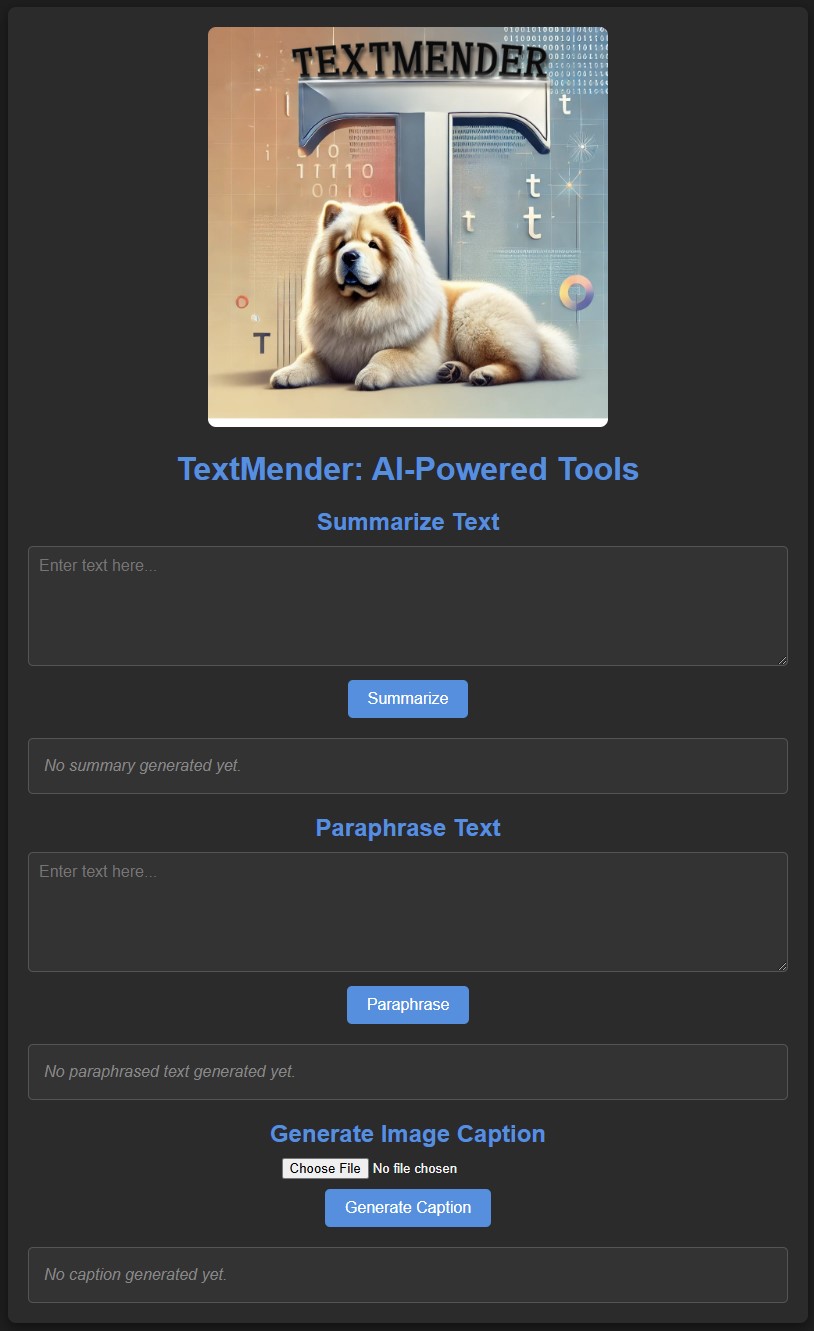 TEXTMENDER
t
t
t
t
T
TextMender: AI-Powered Tools
Summarize Text
Enter text here...
Summarize
No summary generated yet.
Paraphrase Text
Enter text here...
Paraphrase
No paraphrased text generated yet.
Generate Image Caption
Choose File No file chosen
Generate Caption
No caption generated yet.